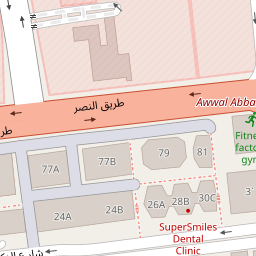 طريق النصر
Awwal Abba
طر
79
81
Fitne
facto
gym
77A
77B
24A
24B
26A
28B
30C
SuperSmiles
Dental
Clinic